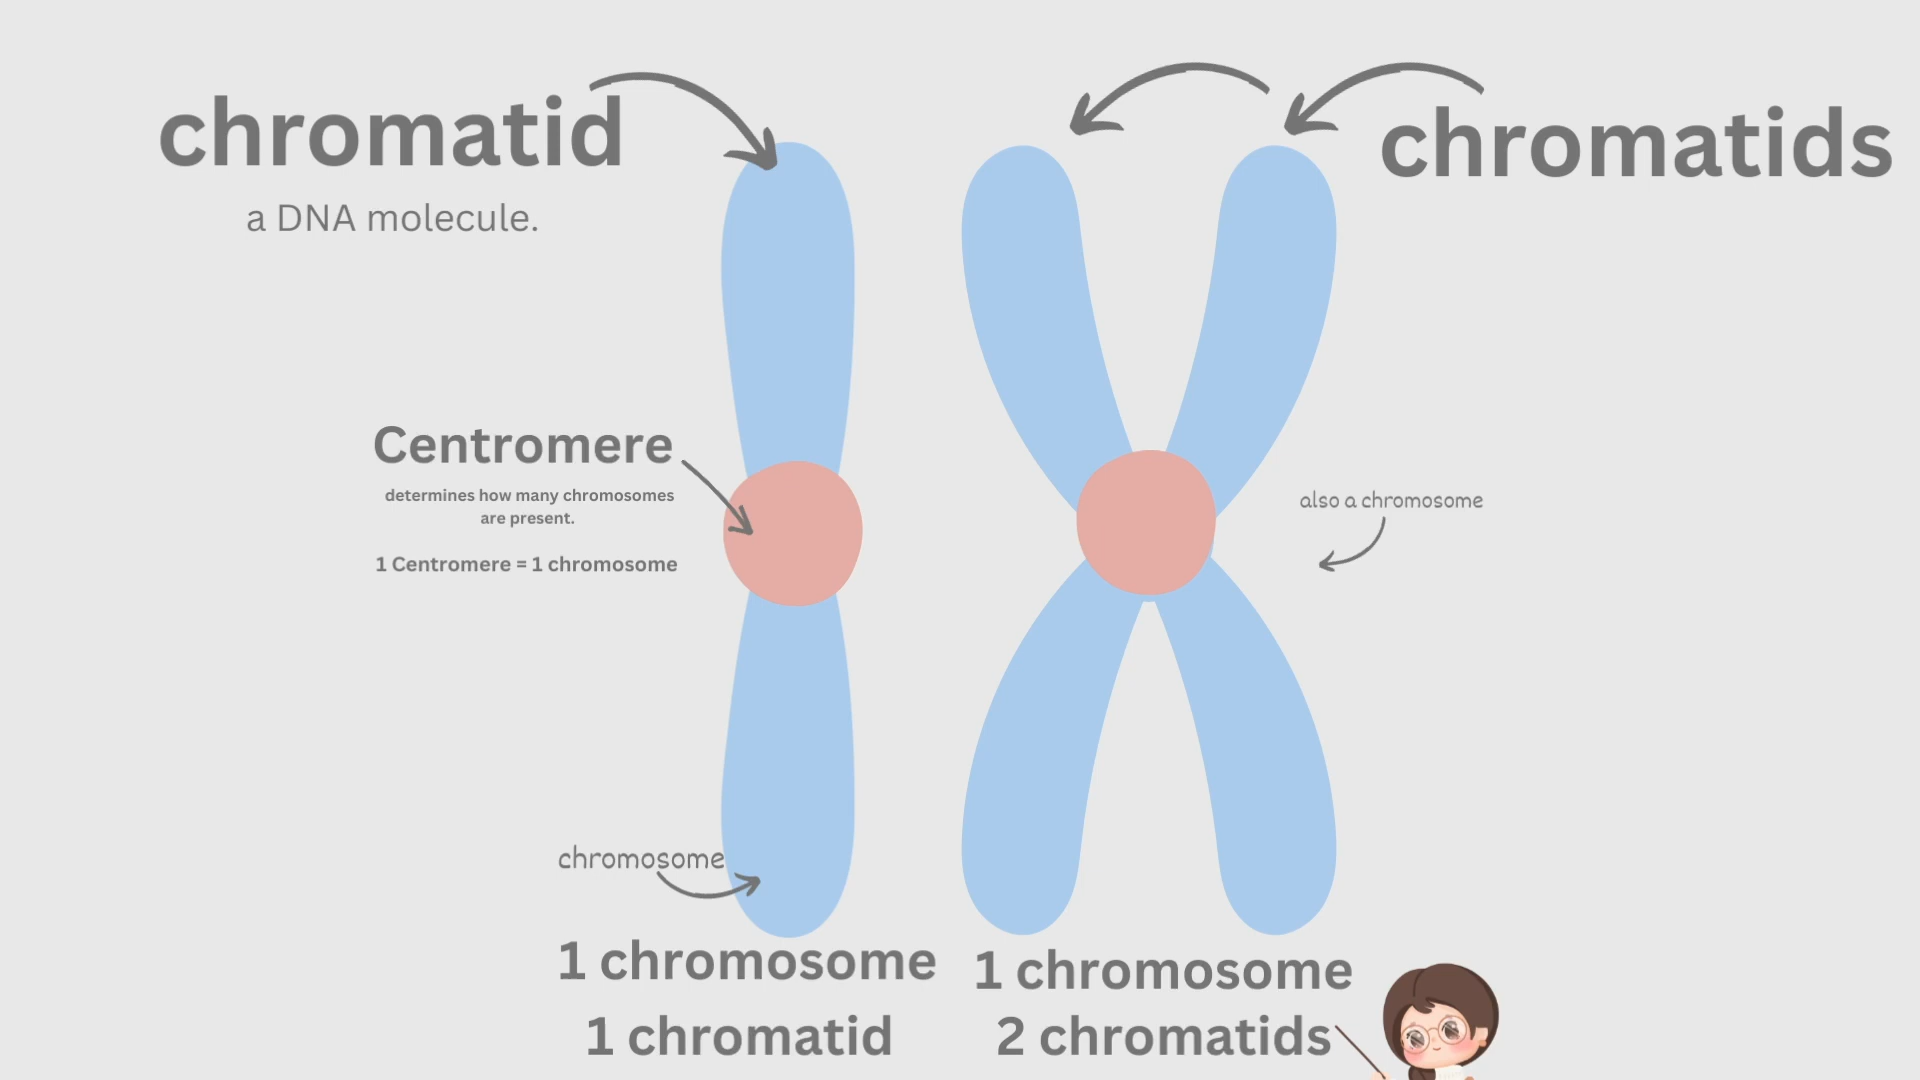 chromatid
a DNA molecule.
chromatids
Centromere
determines how many chromosomes
are present.
1 Centromere = 1 chromosome
also a chromosome
chromosome
1 chromosome
1 chromatid
1 chromosome
2 chromatids